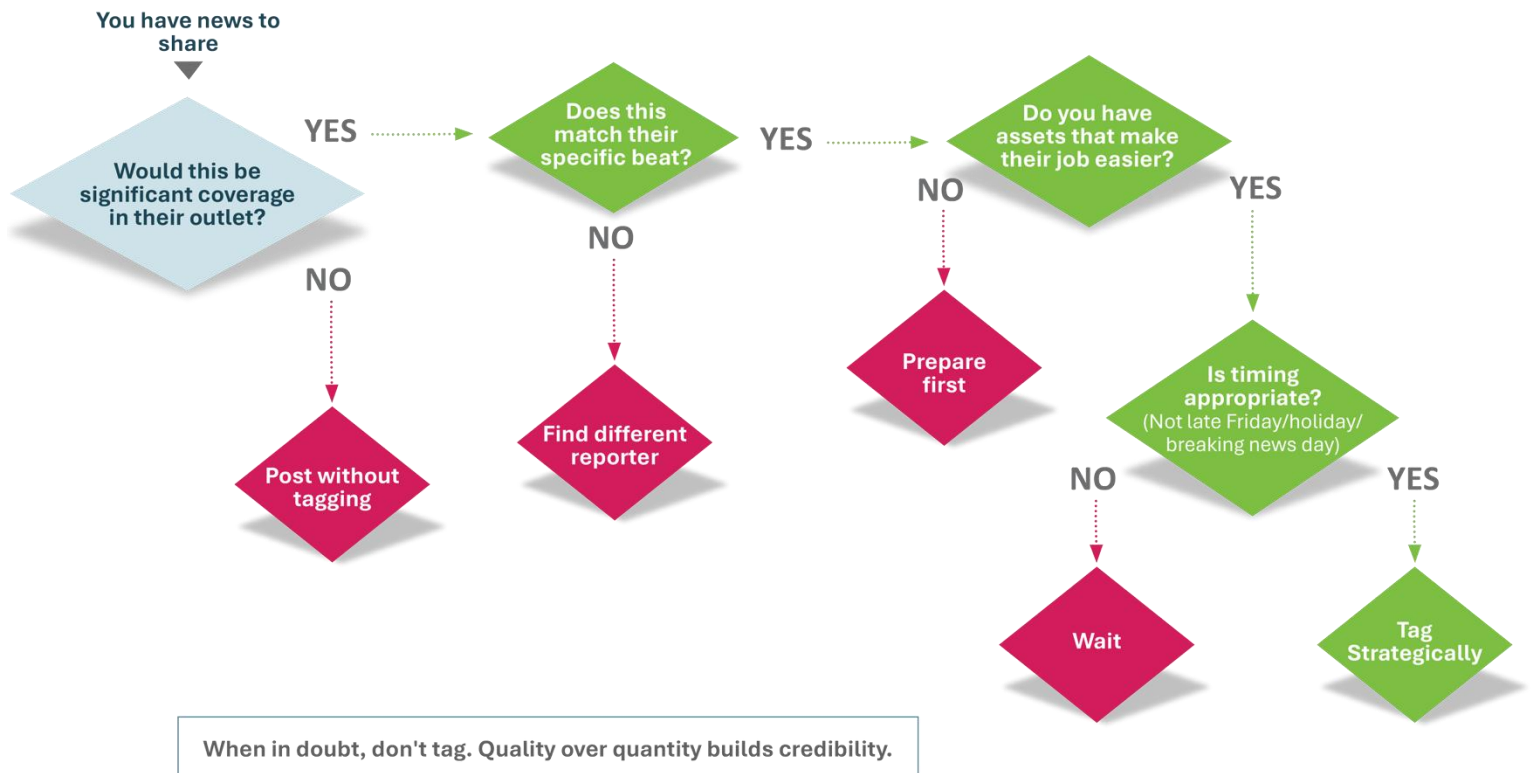 You have news to
share
Would this be
significant coverage
in their outlet?
YES
NO
Post without
tagging
Does this
match their
specific beat?
YES
NO
Find different
reporter
Do you have
assets that make
their job easier?
NO
YES
Prepare
first
Is timing
appropriate?
(Not late Friday/holiday/
breaking news day)
NO
YES
Wait
Tag
Strategically
When in doubt, don't tag. Quality over quantity builds credibility.